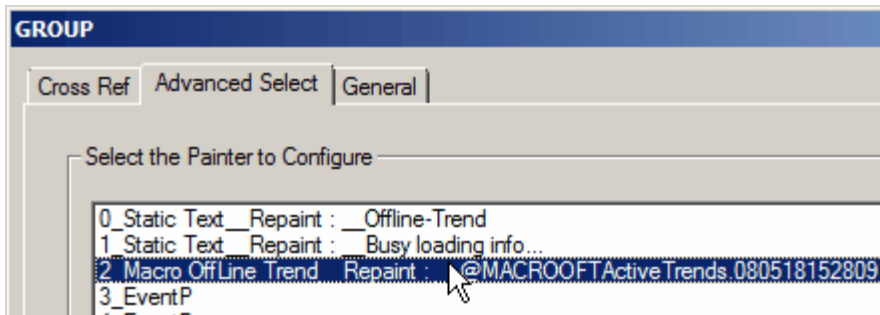 GROUP
Cross Ref Advanced Select General
Select the Painter to Configure
0_Static Text__Repaint : __Offline-Trend
1_Static Text__Repaint : __Busy loading info...
2_Macro OffLine Trend__Repaint : __@MACROOFTActiveTrends.080518152809
3_EventP